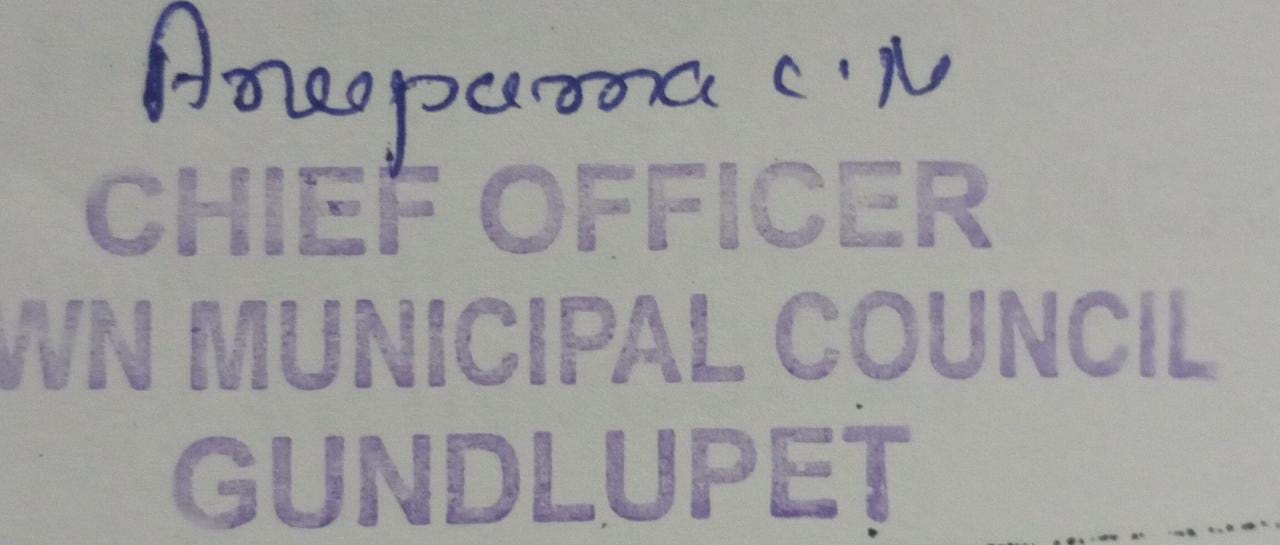 Anupama C.N
CHIEF OFFICER
WN MUNICIPAL COUNCIL
GUNDLUPET